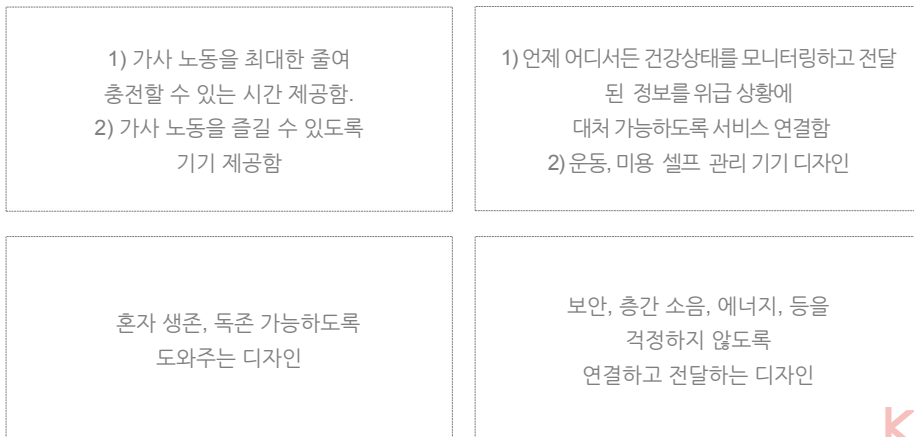 1) 가사 노동을 최대한 줄여
충전할 수 있는 시간 제공함.
2) 가사 노동을 즐길 수 있도록
기기 제공함
1) 언제 어디서든 건강상태를 모니터링하고 전달
된 정보를 위급 상황에
대처 가능하도록 서비스 연결함
2) 운동, 미용 셀프 관리 기기 디자인
혼자 생존, 독존 가능하도록
도와주는 디자인
보안, 층간 소음, 에너지, 등을
걱정하지 않도록
연결하고 전달하는 디자인
K